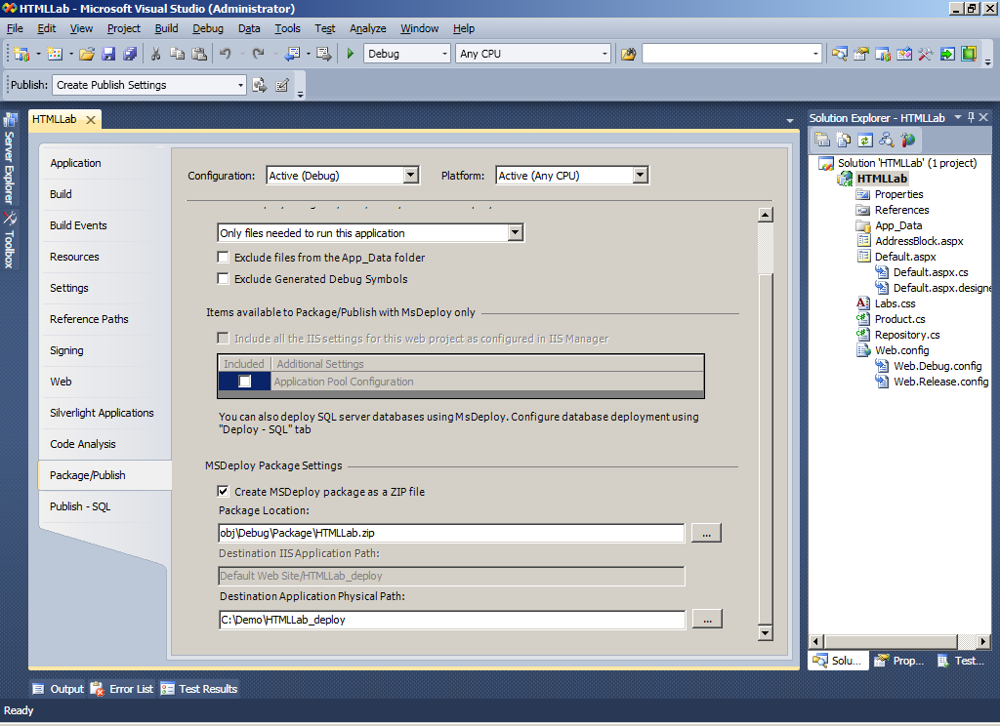 HTMLLab - Microsoft Visual Studio (Administrator)
File Edit View Project Build Debug Data Tools Test Analyze Window Help
Debug Any CPU
Publish: Create Publish Settings
Server Explorer
Toolbox
HTMLLab
Application
Build
Build Events
Resources
Settings
Reference Paths
Signing
Web
Silverlight Applications
Code Analysis
Package/Publish
Publish - SQL
Configuration: Active (Debug) Platform: Active (Any CPU)
Only files needed to run this application
Exclude files from the App_Data folder
Exclude Generated Debug Symbols
Items available to Package/Publish with MsDeploy only
Include all the IIS settings for this web project as configured in IIS Manager
Included Additional Settings
Application Pool Configuration
You can also deploy SQL server databases using MsDeploy. Configure database deployment using
"Deploy - SQL" tab
MSDeploy Package Settings
Create MSDeploy package as a ZIP file
Package Location:
obj\Debug\Package\HTMLLab.zip
...
Destination IIS Application Path:
Default Web Site/HTMLLab_deploy
Destination Application Physical Path:
C:\Demo\HTMLLab_deploy
...
Solution Explorer - HTMLLab
Solution 'HTMLLab' (1 project)
HTMLLab
Properties
References
App_Data
AddressBlock.aspx
Default.aspx
Default.aspx.cs
Default.aspx.designe
Labs.css
Product.cs
Repository.cs
Web.config
Web.Debug.config
Web.Release.config
Solu... Prop... Test...
Output Error List Test Results
Ready